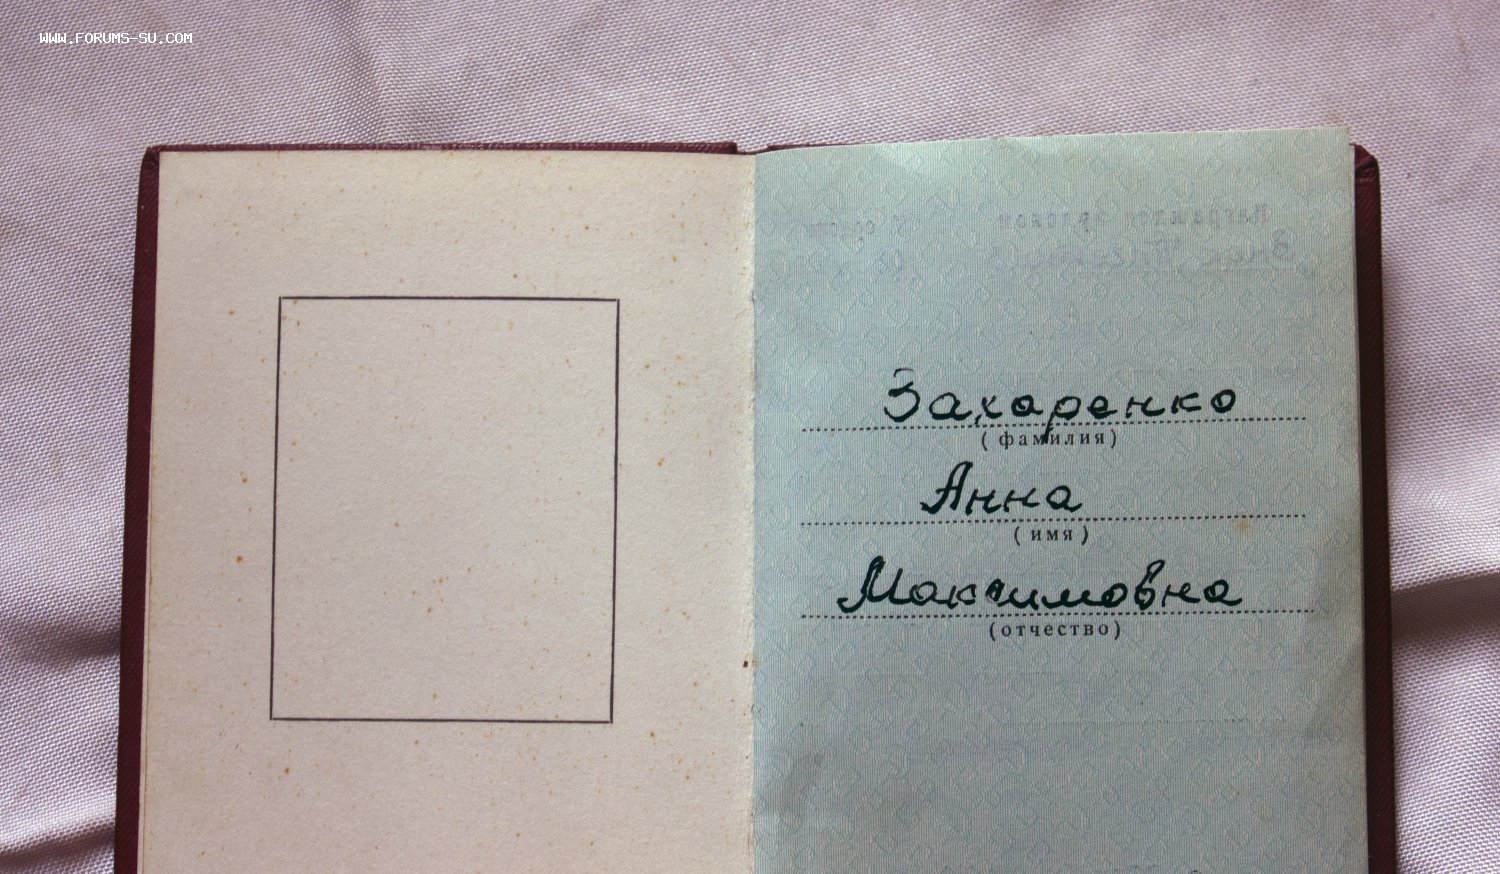 WWW.FORUMS-SU.COM
Захаренко
(фамилия)
Анна
(имя)
Максимовна
(отчество)